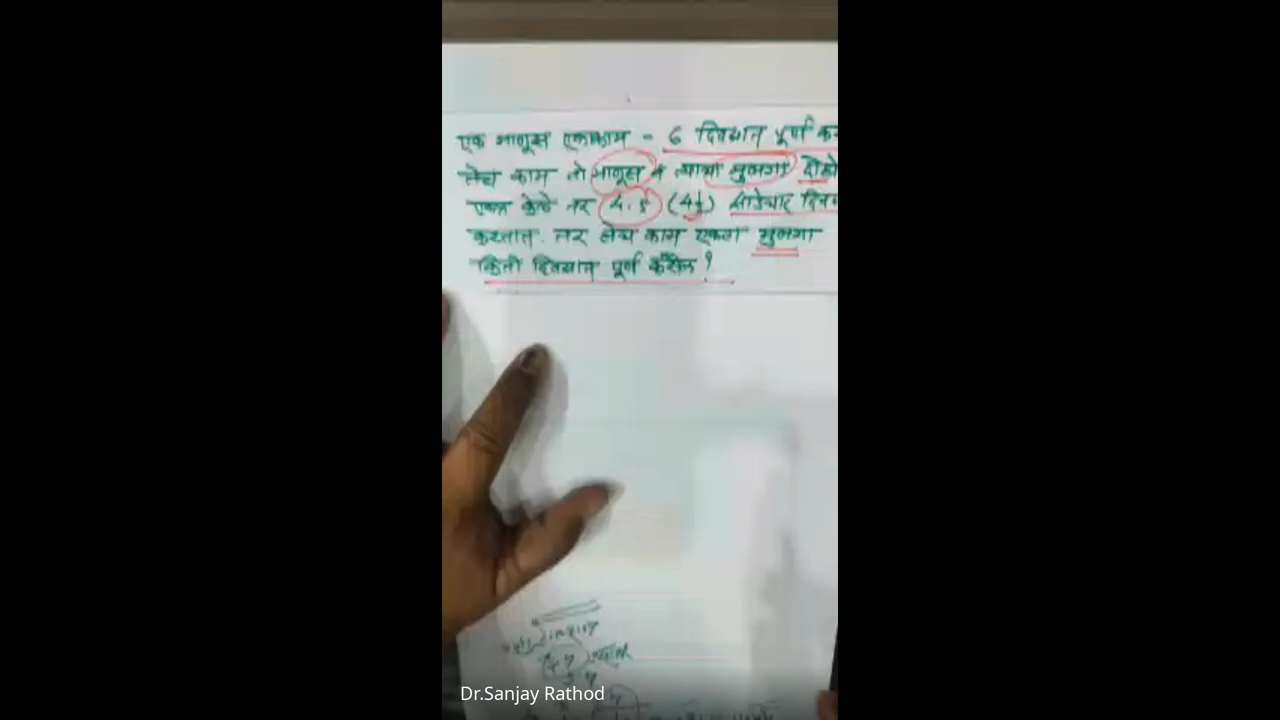 एक माणूस एककाम - 6 दिवसात पूर्ण कर
तेच काम तो माणूस व त्याचा मुलगा दोघे
एकत्र केले तर 4.5 (4½) साडेचार दिवस
करतात. तर तेच काम एकटा मुलगा
किती दिवसात पूर्ण करेल ?
Dr.Sanjay Rathod